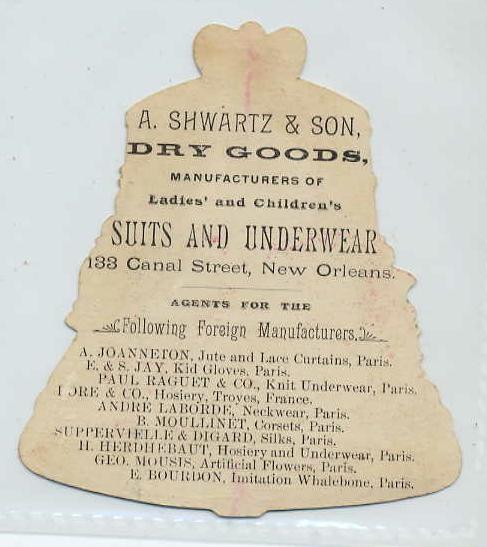 A. SHWARTZ & SON,
DRY GOODS,
MANUFACTURERS OF
Ladies' and Children's
SUITS AND UNDERWEAR
133 Canal Street, New Orleans.
AGENTS FOR THE
Following Foreign Manufacturers,
A. JOANNETON, Jute and Lace Curtains, Paris.
E. & S. JAY, Kid Gloves, Paris.
PAUL RAGUET & CO., Knit Underwear, Paris.
& CO., Hosiery, Troyes, France.
ANDRE LABORDE, Neckwear, Paris.
B. MOULLINET, Corsets, Paris.
SUPPERVIELLE & DIGARD, Silks, Paris.
H. HERDHEBAUT, Hosiery and Underwear, Paris.
GEO. MOUSIS, Artificial Flowers, Paris.
E. BOURDON, Imitation Whalebone, Paris.